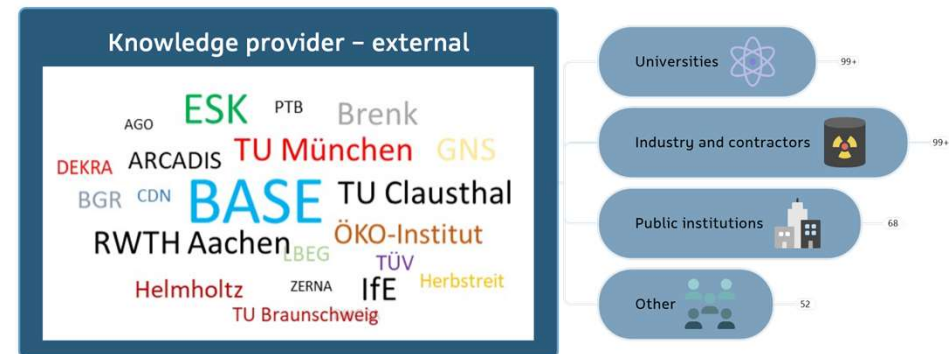 Knowledge provider – external
ESK
PTB
Brenk
AGO
DEKRA
ARCADIS
TU München
GNS
BGR
CDN
BASE
TU Clausthal
RWTH Aachen
LBEG
ÖKO-Institut
TÜV
Helmholtz
ZERNA
IfE
Herbstreit
TU Braunschweig
Universities
99+
Industry and contractors
99+
Public institutions
68
Other
52